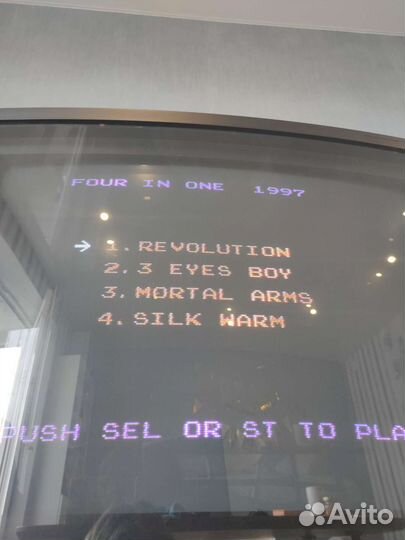 FOUR IN ONE 1997
→ 1. REVOLUTION
2. 3 EYES BOY
3. MORTAL ARMS
4. SILK WARM
PUSH SEL OR ST TO PLA
Avito